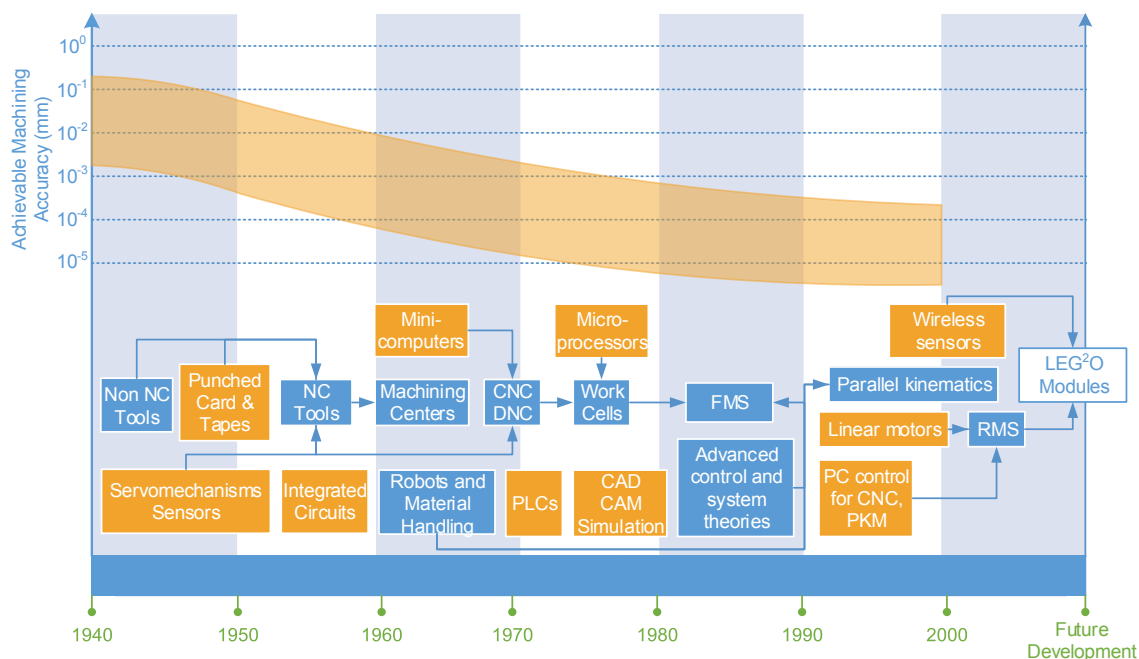 Achievable Machining
Accuracy (mm)
10⁰
10⁻¹
10⁻²
10⁻³
10⁻⁴
10⁻⁵
Mini-
computers
Micro-
processors
Wireless
sensors
Non NC
Tools
Punched
Card &
Tapes
NC
Tools
Machining
Centers
CNC
DNC
Work
Cells
FMS
Parallel kinematics
LEG²O
Modules
Linear motors
RMS
Servomechanisms
Sensors
Integrated
Circuits
Robots and
Material
Handling
PLCs
CAD
CAM
Simulation
Advanced
control and
system
theories
PC control
for CNC,
PKM
1940
1950
1960
1970
1980
1990
2000
Future
Development